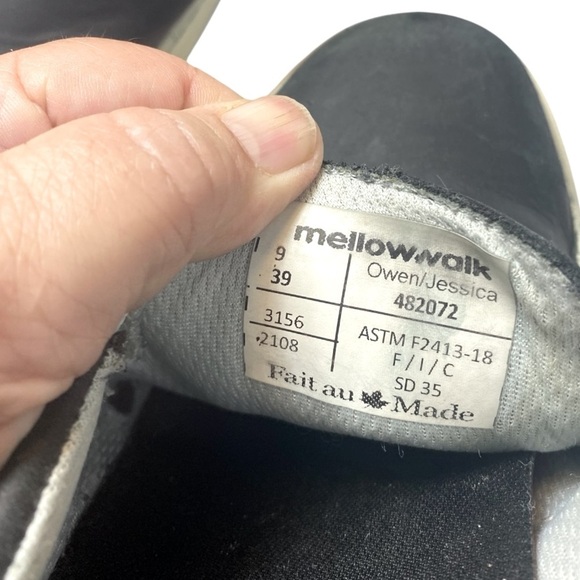 mellowwalk
9
39
Owen/Jessica
482072
3156
2108
ASTM F2413-18
F / I / C
SD 35
Fait au Made